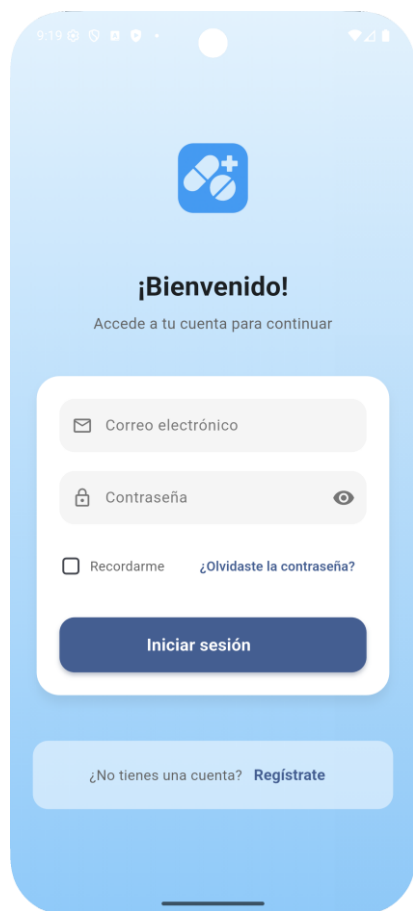 9:19
¡Bienvenido!
Accede a tu cuenta para continuar
Correo electrónico
Contraseña
Recordarme ¿Olvidaste la contraseña?
Iniciar sesión
¿No tienes una cuenta? Regístrate